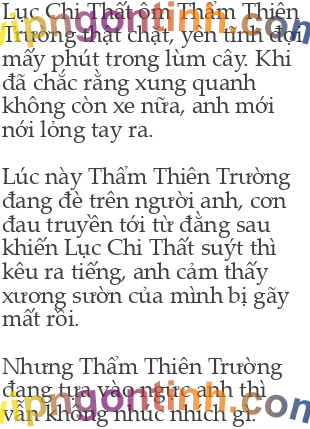 Lục Chi Thất ôm Thẩm Thiên
Trường thật chặt, yên tĩnh đợi
mấy phút trong lùm cây. Khi
đã chắc rằng xung quanh
không còn xe nữa, anh mới
nới lỏng tay ra.
Lúc này Thẩm Thiên Trường
đang đè trên người anh, cơn
đau truyền tới từ đằng sau
khiến Lục Chi Thất suýt thì
kêu ra tiếng, anh cảm thấy
xương sườn của mình bị gãy
mất rồi.
Nhưng Thẩm Thiên Trường
đang tựa vào ngực anh thì
vẫn không nhúc nhích gì.
vipngontinh.com
vipngontinh.com